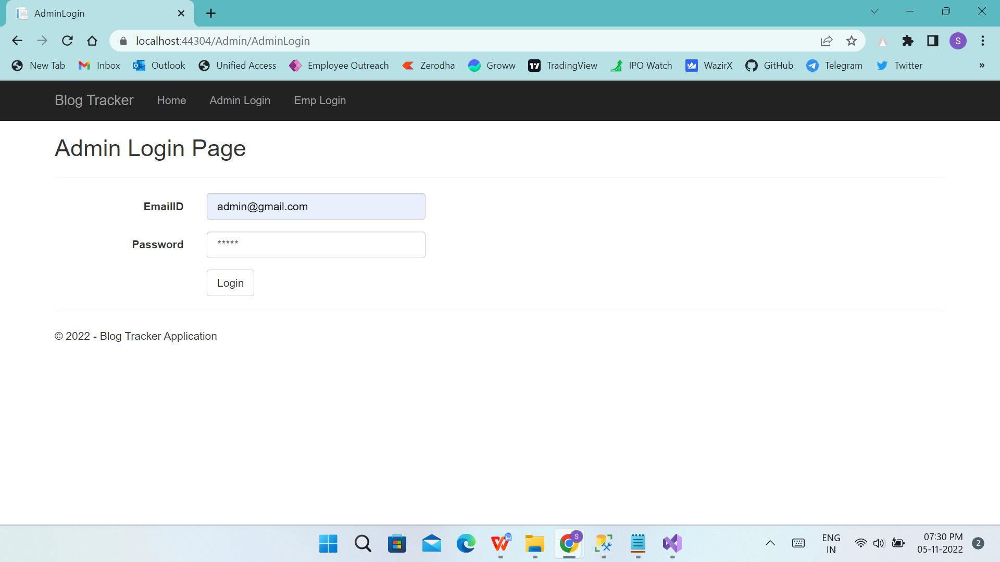 AdminLogin
localhost:44304/Admin/AdminLogin
S
New Tab Inbox Outlook Unified Access Employee Outreach Zerodha Groww TradingView IPO Watch WazirX GitHub Telegram Twitter »
Blog Tracker Home Admin Login Emp Login
Admin Login Page
EmailID admin@gmail.com
Password *****
Login
© 2022 - Blog Tracker Application
S
ENG 07:30 PM
IN 05-11-2022 2